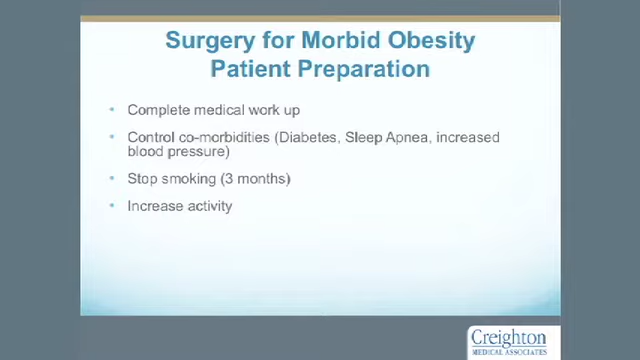 Surgery for Morbid Obesity
Patient Preparation
• Complete medical work up
• Control co-morbidities (Diabetes, Sleep Apnea, increased
blood pressure)
• Stop smoking (3 months)
• Increase activity
Creighton
MEDICAL ASSOCIATES